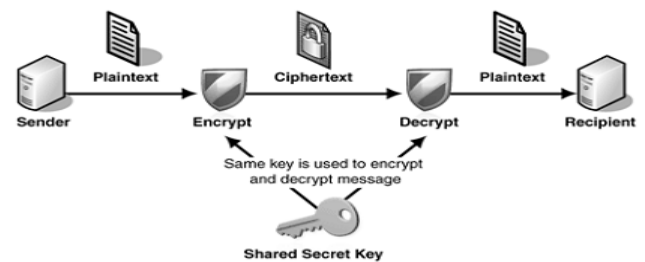 Plaintext
Ciphertext
Plaintext
Sender
Encrypt
Decrypt
Recipient
Same key is used to encrypt
and decrypt message
Shared Secret Key